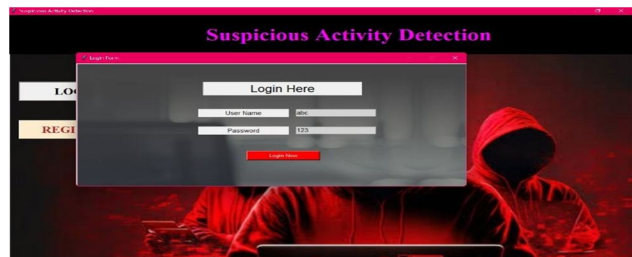 Suspicious Activity Detection
Suspicious Activity Detection
Login Form
Login Here
LO
User Name abc
REGI
Password 123
Login Now